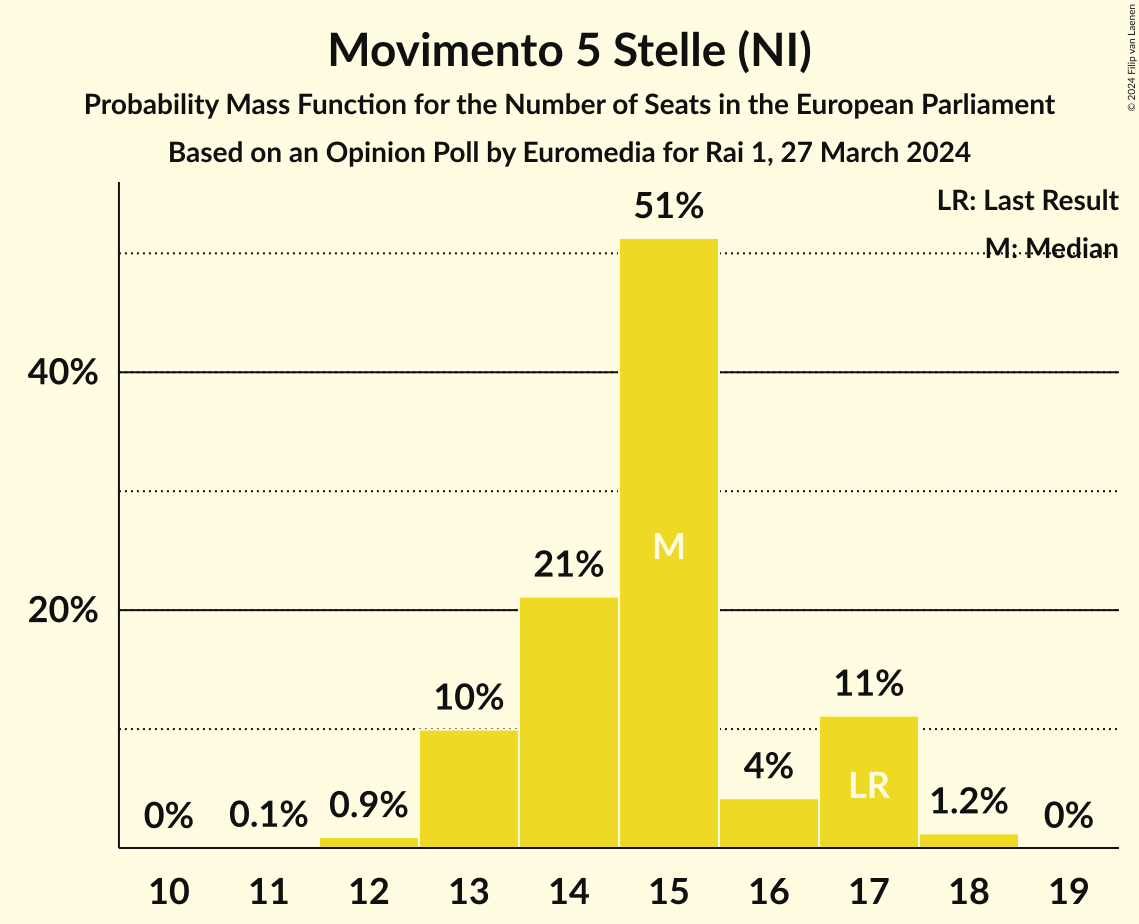 Movimento 5 Stelle (NI)
Probability Mass Function for the Number of Seats in the European Parliament
Based on an Opinion Poll by Euromedia for Rai 1, 27 March 2024
© 2024 Filip van Laenen
LR: Last Result
M: Median
40%
20%
0%
0.1%
0.9%
10%
21%
51%
M
4%
11%
LR
1.2%
0%
10 11 12 13 14 15 16 17 18 19